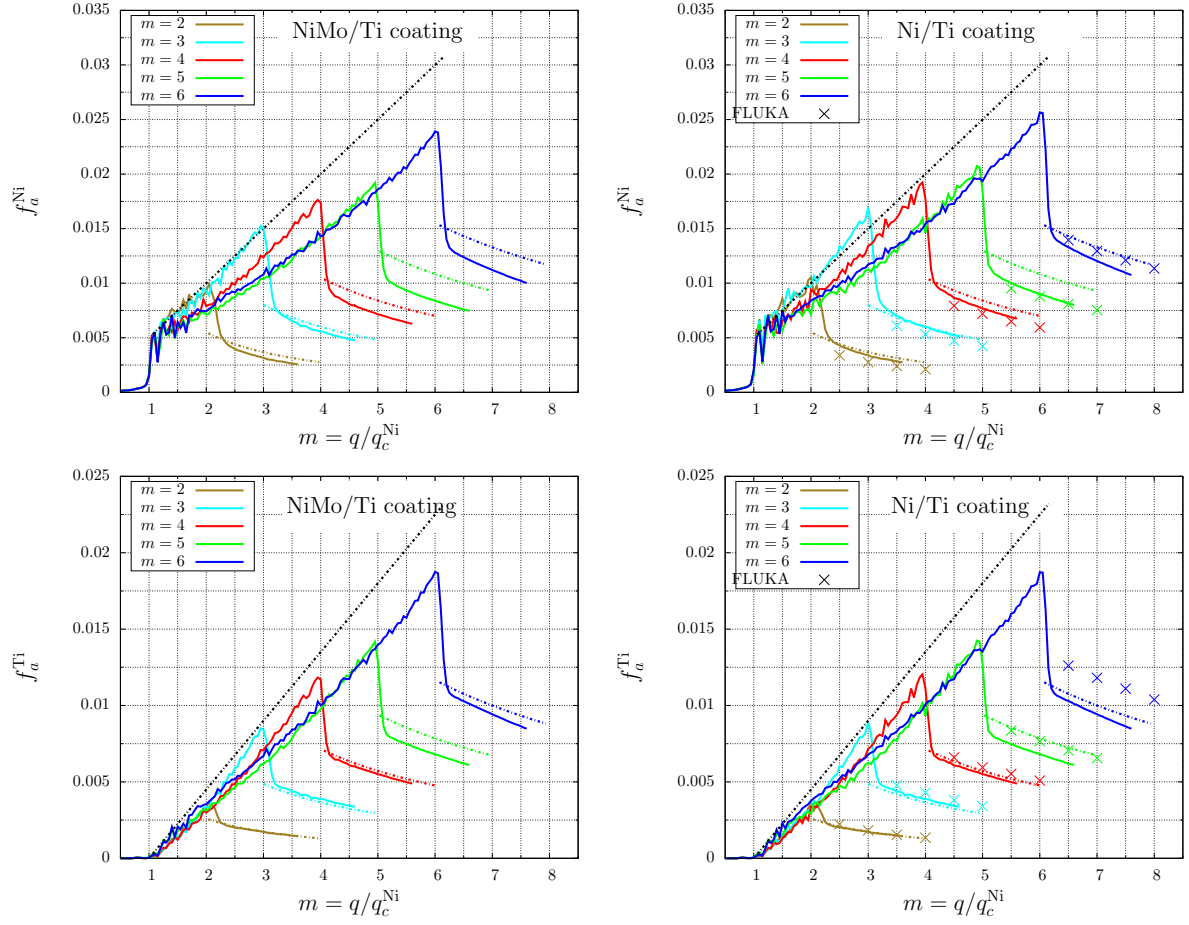 NiMo/Ti coating
m = 2
m = 3
m = 4
m = 5
m = 6
0.035
0.03
0.025
0.02
0.015
0.01
0.005
0
f_a^Ni
1 2 3 4 5 6 7 8
m = q/q_c^Ni
Ni/Ti coating
m = 2
m = 3
m = 4
m = 5
m = 6
FLUKA
0.035
0.03
0.025
0.02
0.015
0.01
0.005
0
f_a^Ni
1 2 3 4 5 6 7 8
m = q/q_c^Ni
NiMo/Ti coating
m = 2
m = 3
m = 4
m = 5
m = 6
0.025
0.02
0.015
0.01
0.005
0
f_a^Ti
1 2 3 4 5 6 7 8
m = q/q_c^Ni
Ni/Ti coating
m = 2
m = 3
m = 4
m = 5
m = 6
FLUKA
0.025
0.02
0.015
0.01
0.005
0
f_a^Ti
1 2 3 4 5 6 7 8
m = q/q_c^Ni